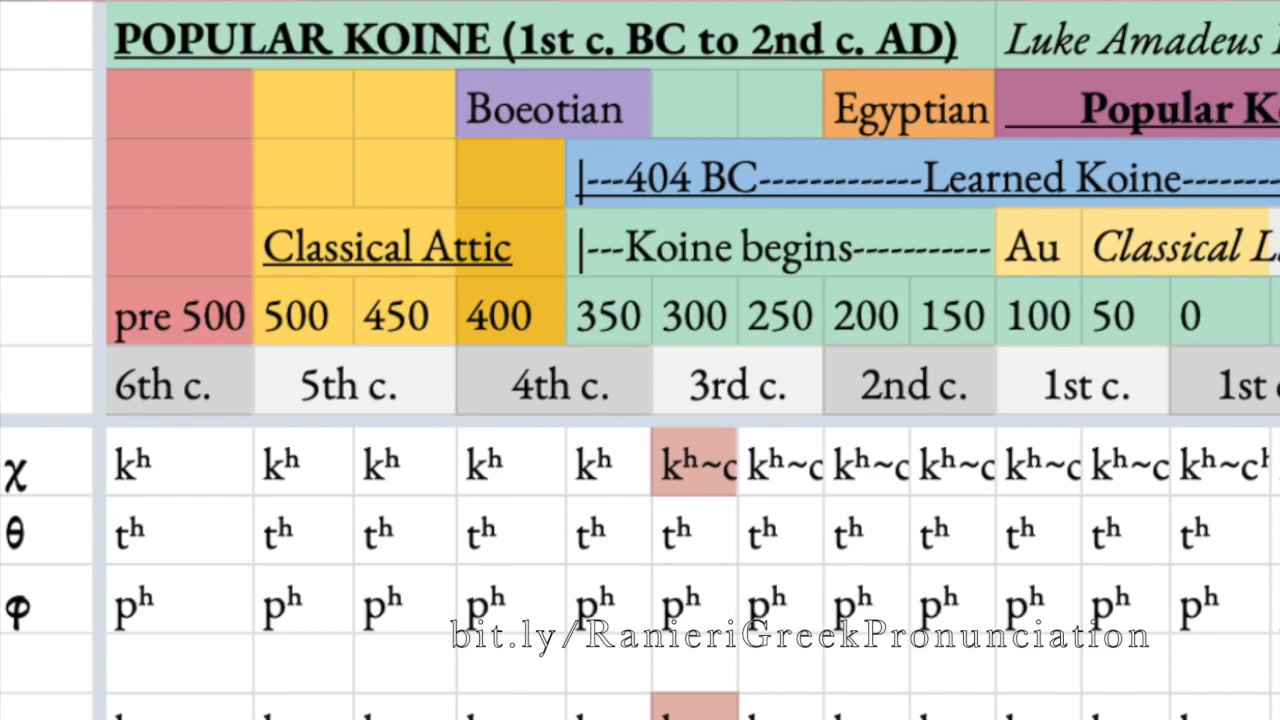 POPULAR KOINE (1st c. BC to 2nd c. AD) Luke Amadeus
Boeotian Egyptian Popular K
|---404 BC-------------Learned Koine--------
Classical Attic |---Koine begins----------- Au Classical L
pre 500 500 450 400 350 300 250 200 150 100 50 0
6th c. 5th c. 4th c. 3rd c. 2nd c. 1st c. 1st
χ kʰ kʰ kʰ kʰ kʰ kʰ~c kʰ~c kʰ~c kʰ~c kʰ~c kʰ~c kʰ~cʰ
θ tʰ tʰ tʰ tʰ tʰ tʰ tʰ tʰ tʰ tʰ tʰ tʰ
φ pʰ pʰ pʰ pʰ pʰ pʰ pʰ pʰ pʰ pʰ pʰ pʰ
bit.ly/RanieriGreekPronunciation